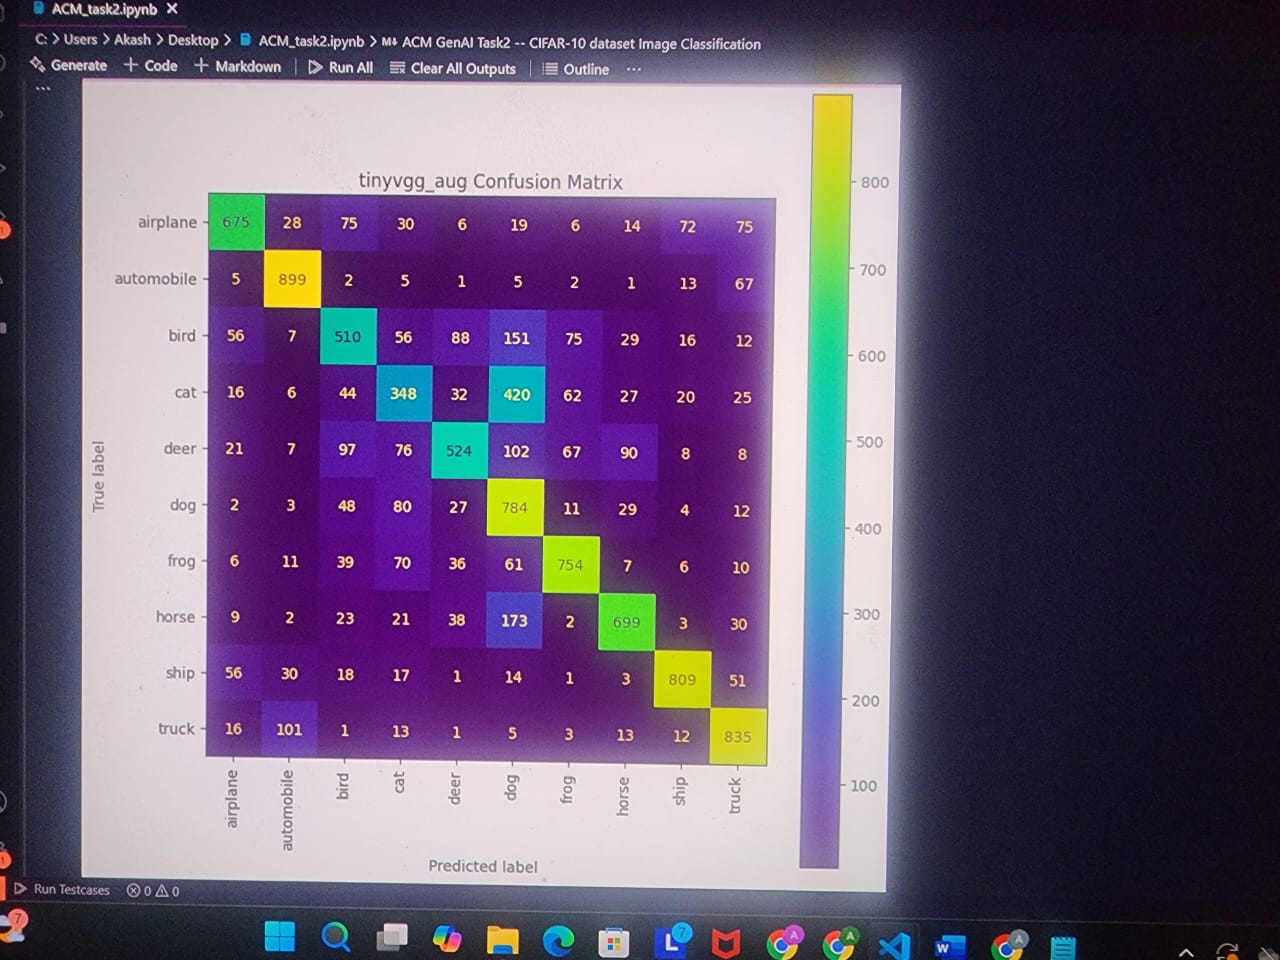 ACM_task2.ipynb ×
C: > Users > Akash > Desktop > ACM_task2.ipynb > M↓ ACM GenAI Task2 -- CIFAR-10 dataset Image Classification
Generate + Code + Markdown | Run All Clear All Outputs | Outline ...
...
tinyvgg_aug Confusion Matrix
airplane 675 28 75 30 6 19 6 14 72 75
automobile 5 899 2 5 1 5 2 1 13 67
bird 56 7 510 56 88 151 75 29 16 12
cat 16 6 44 348 32 420 62 27 20 25
deer 21 7 97 76 524 102 67 90 8 8
dog 2 3 48 80 27 784 11 29 4 12
frog 6 11 39 70 36 61 754 7 6 10
horse 9 2 23 21 38 173 2 699 3 30
ship 56 30 18 17 1 14 1 3 809 51
truck 16 101 1 13 1 5 3 13 12 835
True label
airplane automobile bird cat deer dog frog horse ship truck
Predicted label
800
700
600
500
400
300
200
100
Run Testcases 0 0
7
L 7
A
A
W
A